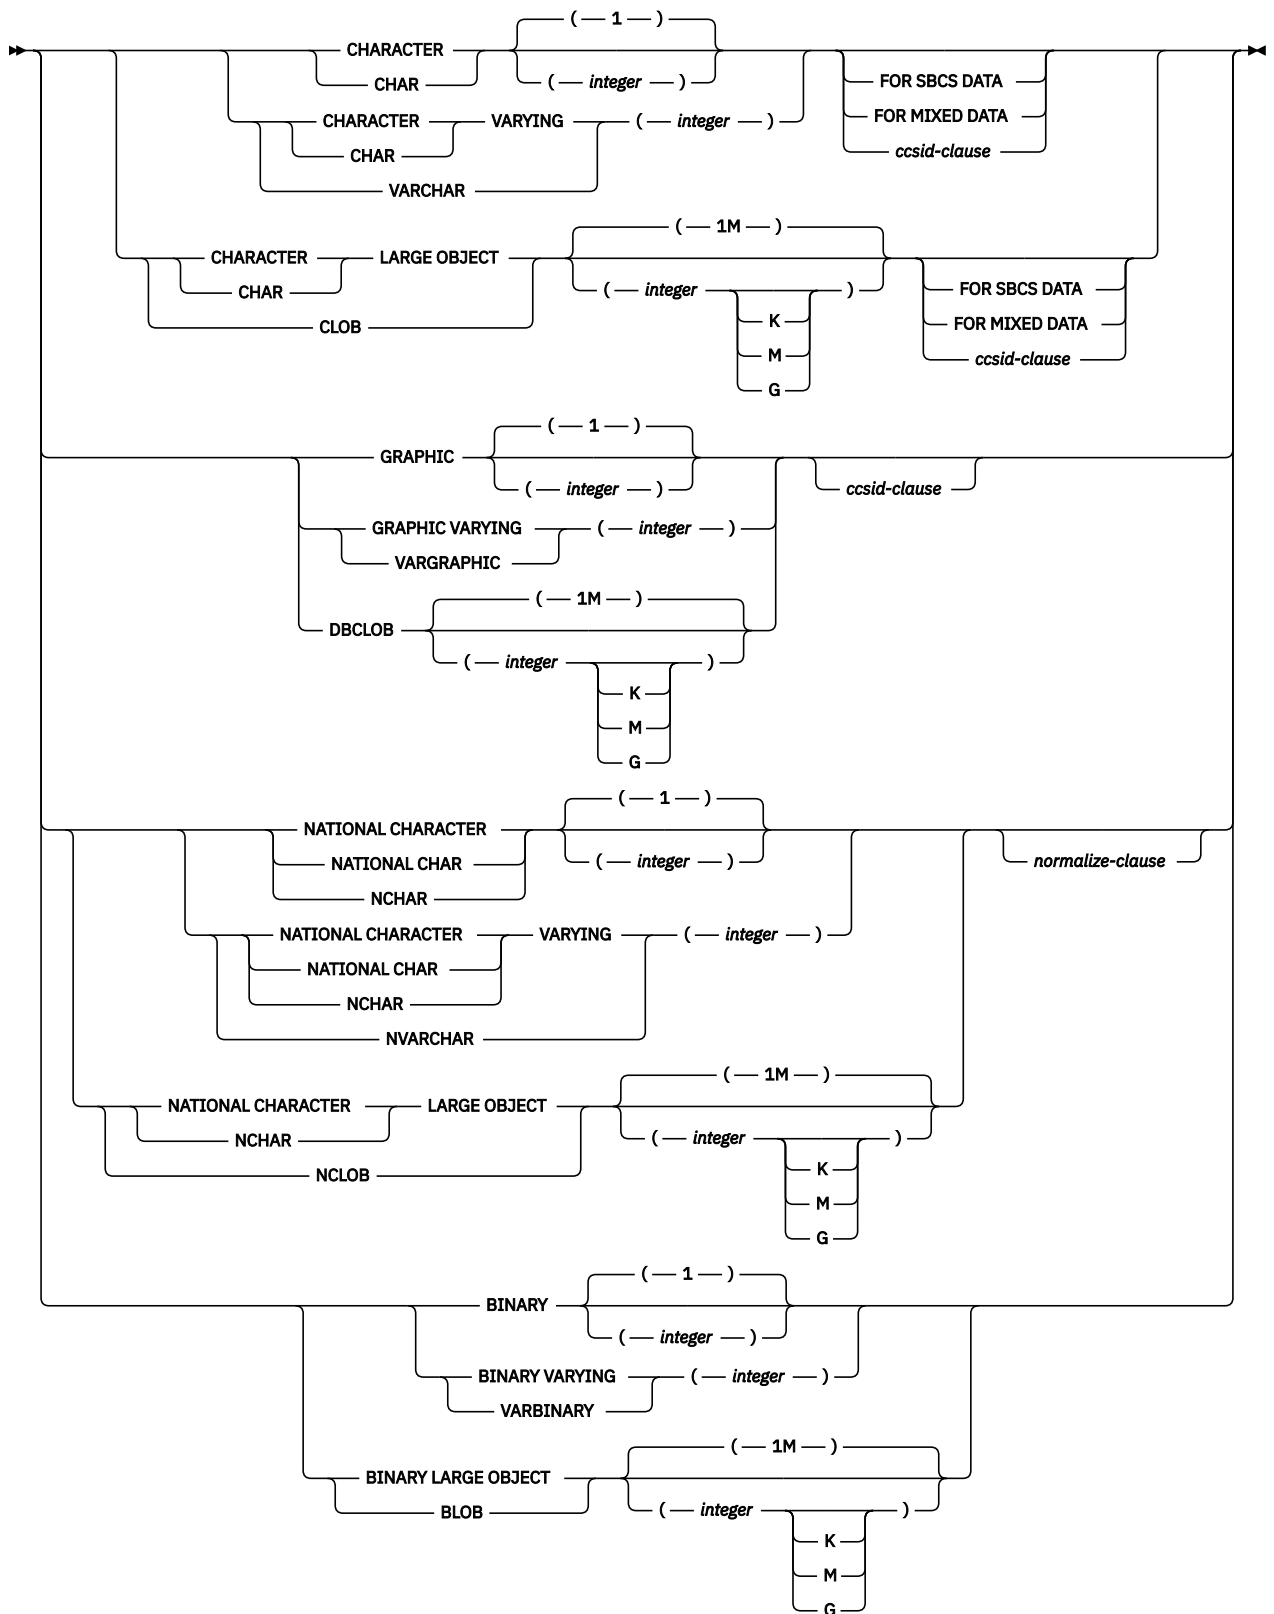 ( 1 )
CHARACTER
CHAR ( integer )
FOR SBCS DATA
FOR MIXED DATA
CHARACTER VARYING ( integer )
CHAR ccsid-clause
VARCHAR
( 1M )
CHARACTER LARGE OBJECT
CHAR ( integer ) FOR SBCS DATA
CLOB K FOR MIXED DATA
M ccsid-clause
G
( 1 )
GRAPHIC
( integer ) ccsid-clause
GRAPHIC VARYING ( integer )
VARGRAPHIC
( 1M )
DBCLOB
( integer )
K
M
G
( 1 )
NATIONAL CHARACTER
NATIONAL CHAR ( integer ) normalize-clause
NCHAR
NATIONAL CHARACTER VARYING ( integer )
NATIONAL CHAR
NCHAR
NVARCHAR
( 1M )
NATIONAL CHARACTER LARGE OBJECT
NCHAR ( integer )
NCLOB K
M
G
( 1 )
BINARY
( integer )
BINARY VARYING ( integer )
VARBINARY
( 1M )
BINARY LARGE OBJECT
BLOB ( integer )
K
M
G